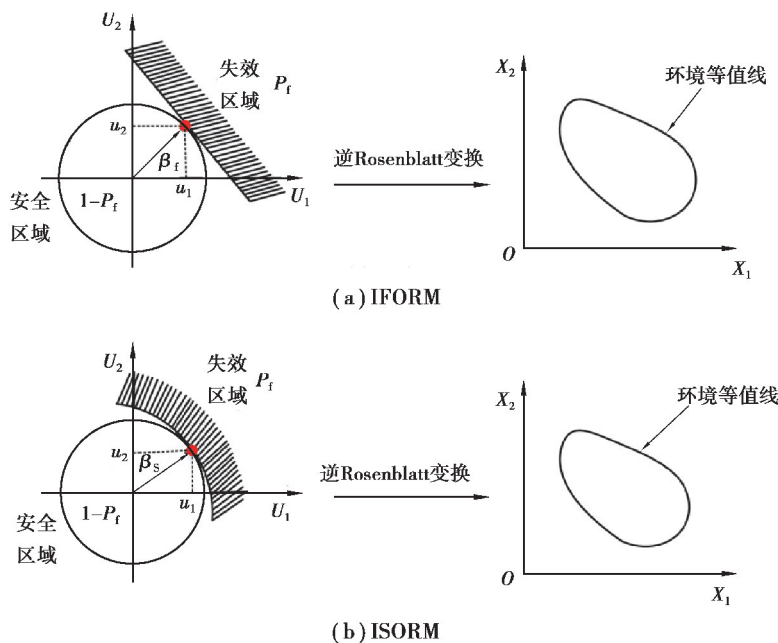 U₂
失效
区域 P_f
u₂
β_f
u₁
U₁
安全
区域
1-P_f
逆Rosenblatt变换
X₂
环境等值线
O
X₁
(a) IFORM
U₂
失效
区域 P_f
u₂
β_S
u₁
U₁
安全
区域
1-P_f
逆Rosenblatt变换
X₂
环境等值线
O
X₁
(b) ISORM